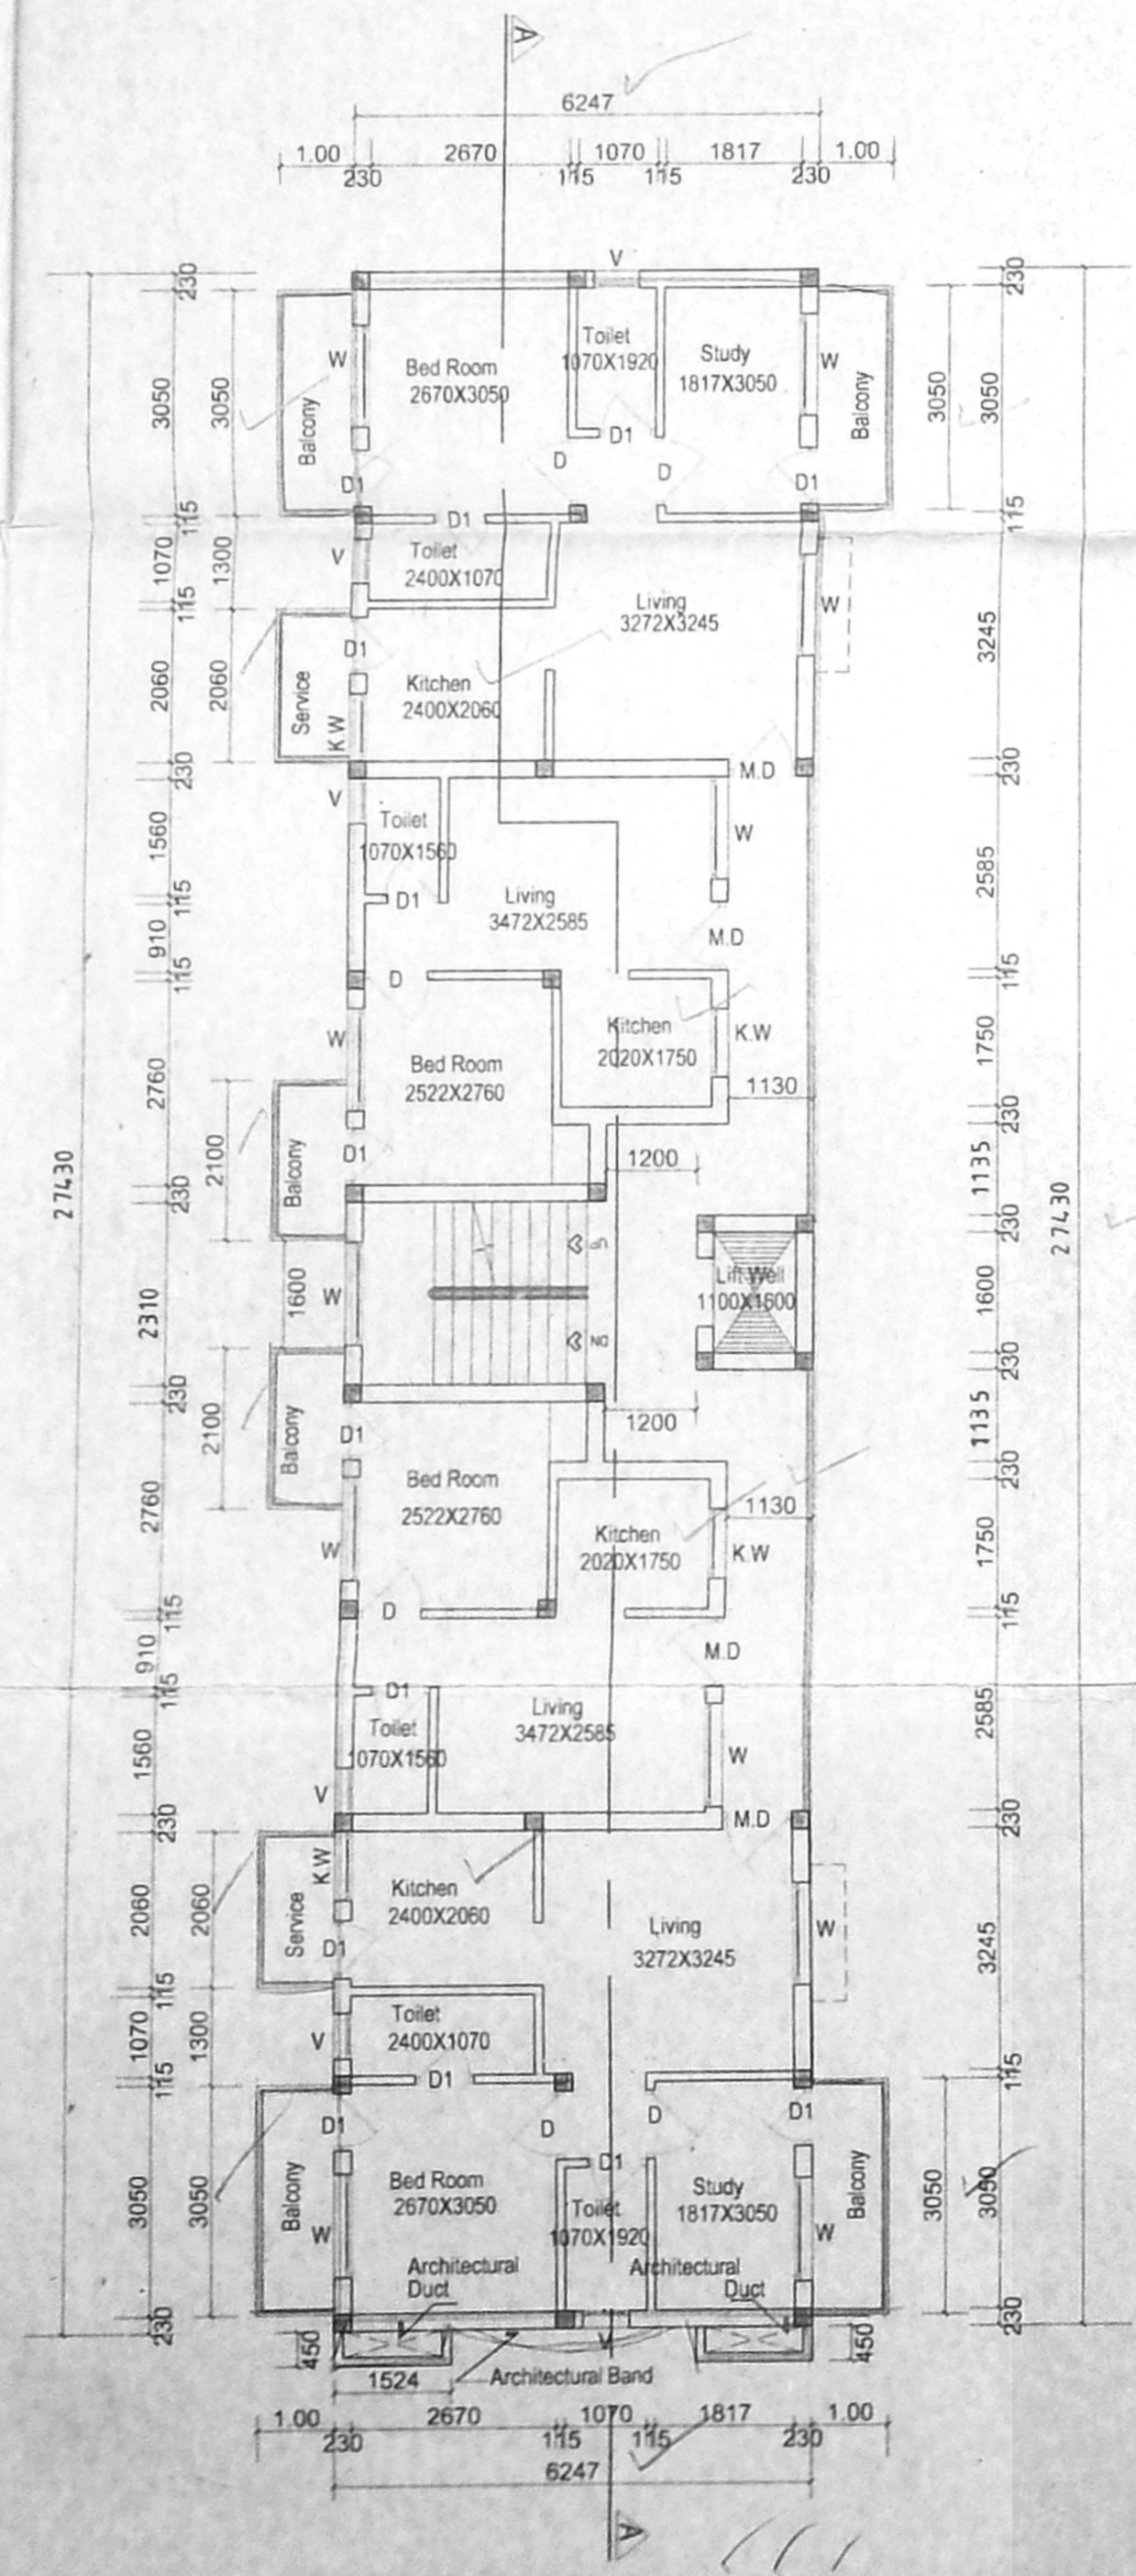 A
6247
1.00 2670 1070 1817 1.00
230 115 115 230
V
230
230
Bed Room
2670X3050
Toilet
1070X1920
Study
1817X3050
W
W
Balcony
Balcony
3050
3050
3050
3050
D1
D
D
D1
D1
D1
115
115
Toilet
2400X1070
V
1070
1300
115
Living
3272X3245
W
3245
D1
Kitchen
2400X2060
Service
K.W
2060
2060
230
M.D
230
V
Toilet
1070X1560
W
1560
D1
115
Living
3472X2585
2585
M.D
910
115
D
115
W
Kitchen
2020X1750
K.W
1750
Bed Room
2522X2760
2760
1130
230
Balcony
2100
D1
1200
1135
230
230
27430
27430
UP
Lift Well
1100X1600
1600
W
1600
2310
DN
230
230
Balcony
2100
D1
1200
1135
Bed Room
2522X2760
2760
230
1130
Kitchen
2020X1750
K.W
1750
W
D
115
115
M.D
910
D1
115
Living
3472X2585
2585
Toilet
1070X1560
W
1560
V
M.D
230
230
K.W
Kitchen
2400X2060
Service
2060
2060
Living
3272X3245
W
3245
D1
115
Toilet
2400X1070
V
1070
1300
D1
115
115
D1
D
D
D1
D1
Bed Room
2670X3050
Toilet
1070X1920
Study
1817X3050
Balcony
Balcony
W
W
3050
3050
3050
3050
Architectural
Duct
Architectural
Duct
230
230
450
V
450
1524
Architectural Band
1.00 2670 1070 1817 1.00
230 115 115 230
6247
A